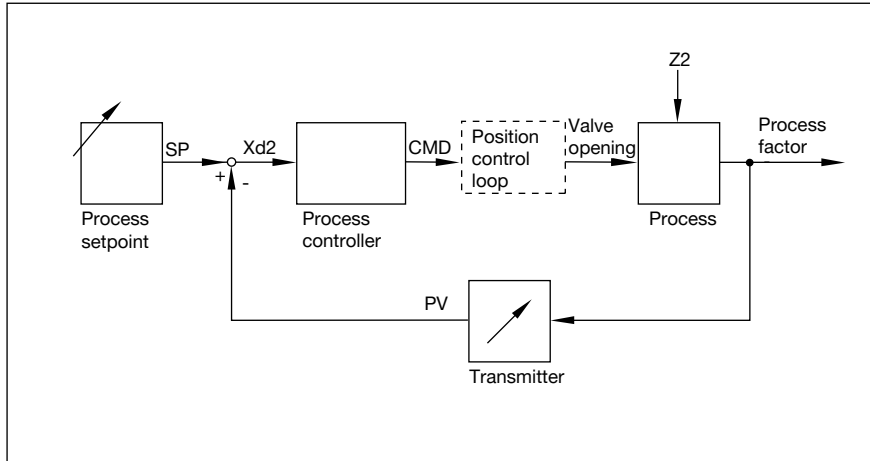 Z2
SP
Xd2
CMD
Position
control
loop
Valve
opening
Process
factor
+
-
Process
setpoint
Process
controller
Process
PV
Transmitter